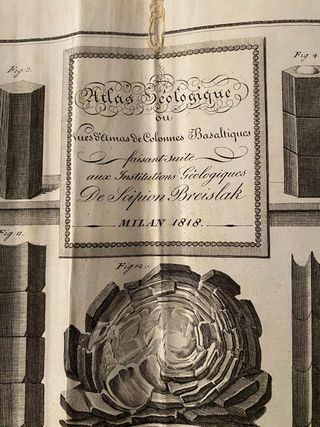 Fig. 3.
Fig. 4
Atlas Géologique
ou
vues d'Amas de Colonnes Basaltiques
faisant suite
aux Institutions Géologiques
De Scipion Breislak
MILAN 1818.
Fig. 11.
Fig. 12.